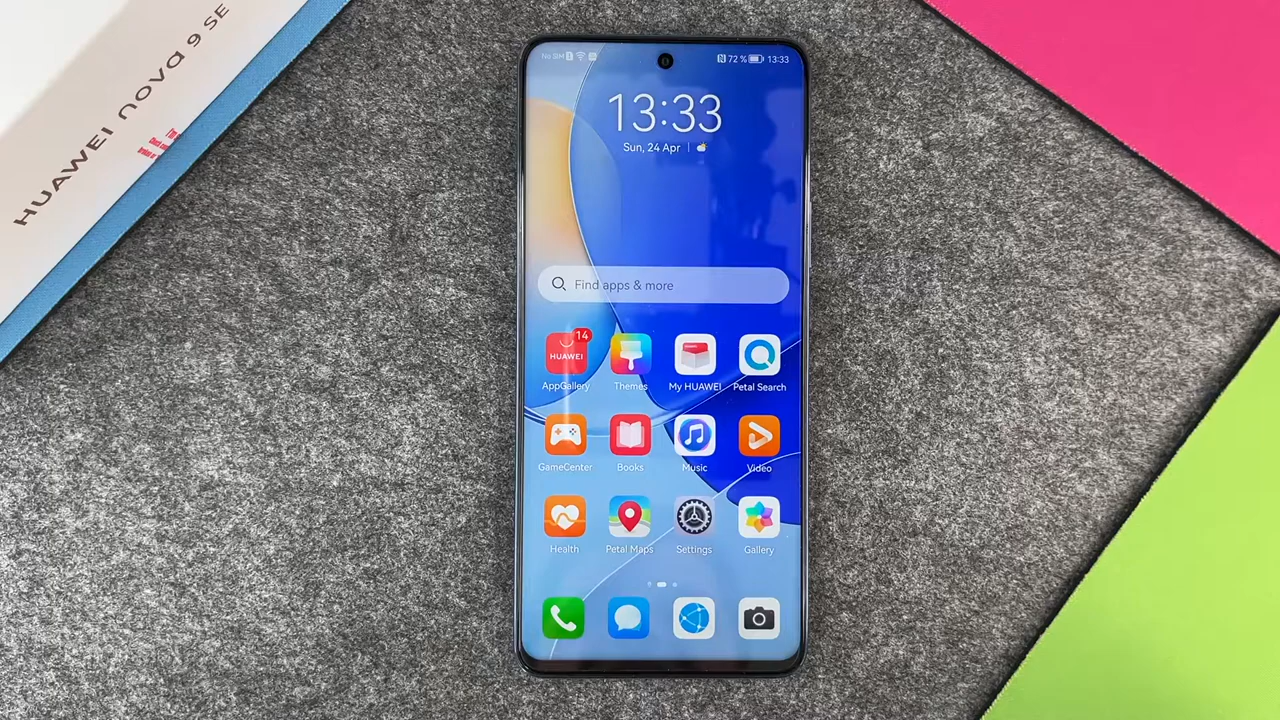 HUAWEI nova 9 SE
No SIM
72 % 13:33
13:33
Sun, 24 Apr
Find apps & more
14
HUAWEI
AppGallery
Themes
My HUAWEI
Petal Search
GameCenter
Books
Music
Video
Health
Petal Maps
Settings
Gallery